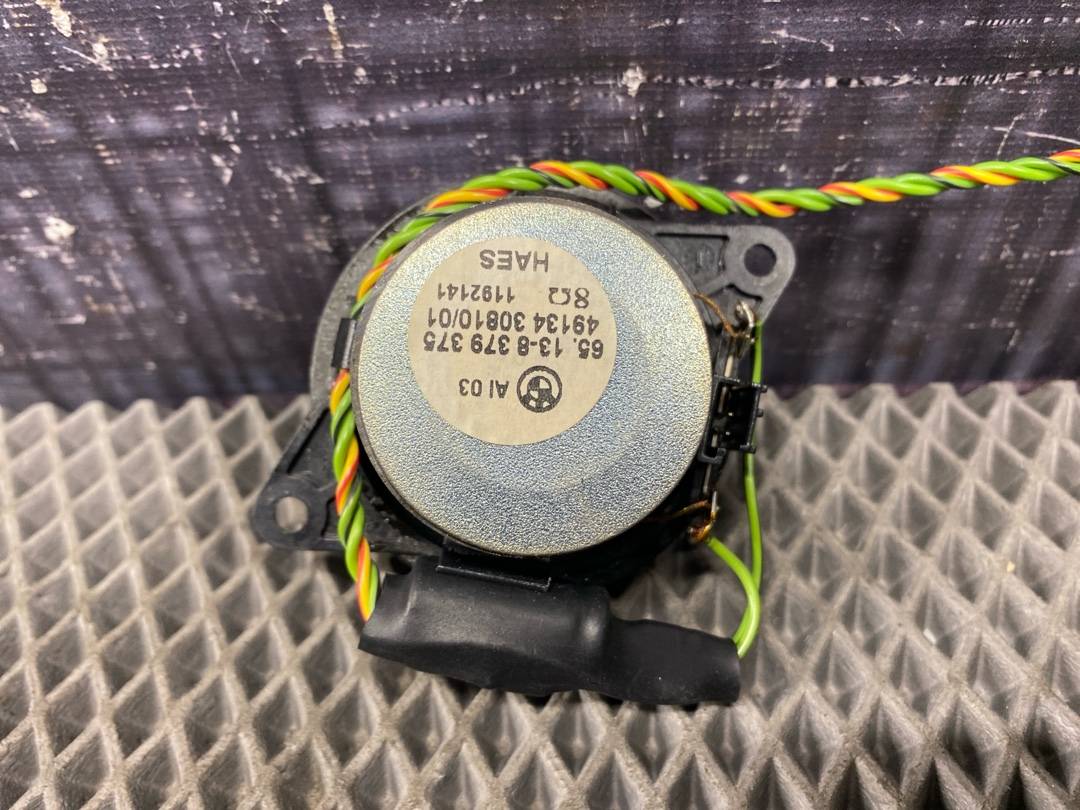 AI 03
65. 13-8 379 375
49134 30810/01
8Ω 1192141
HAES